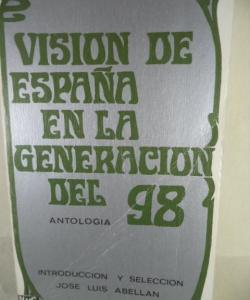 VISION DE
ESPAÑA
EN LA
GENERACION
DEL 98
ANTOLOGIA
INTRODUCCION Y SELECCION
JOSE LUIS ABELLAN